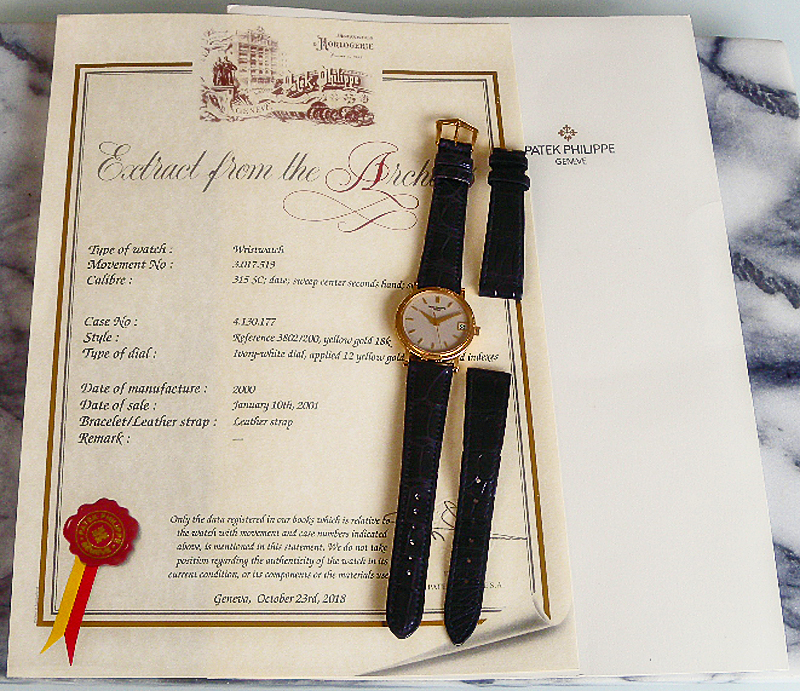 HORLOGERIE
GENÈVE
Patek Philippe
Extract from the Arch
PATEK PHILIPPE
GENEVE
Type of watch : Wristwatch
Movement No : 3.017.519
Calibre : 315 SC; date; sweep center seconds hand;
Case No : 4.130.177
Style : Reference 3802/200, yellow gold 18k
Type of dial : Ivory-white dial, applied 12 yellow gold indexes
Date of manufacture : 2000
Date of sale : January 10th, 2001
Bracelet/Leather strap : Leather strap
Remark : —
Only the data registered in our books which is relative to
the watch with movement and case numbers indicated
above, is mentioned in this statement. We do not take
position regarding the authenticity of the watch in its
current condition, or its components or the materials use
PATE S.A
Geneva, October 23rd, 2018
PATEK PHILIPPE